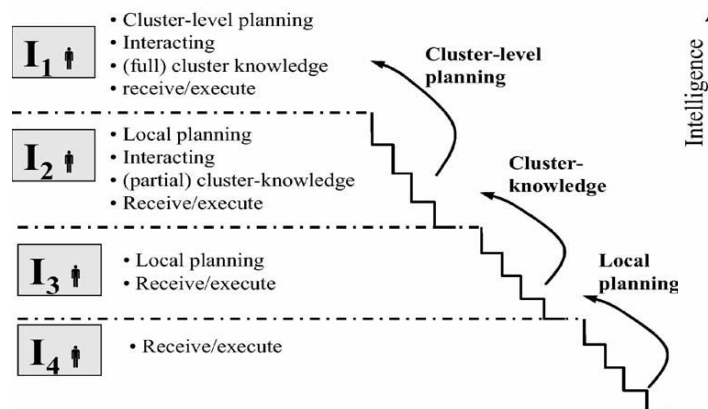 I1
• Cluster-level planning
• Interacting
• (full) cluster knowledge
• receive/execute
Cluster-level
planning
Intelligence
I2
• Local planning
• Interacting
• (partial) cluster-knowledge
• Receive/execute
Cluster-
knowledge
I3
• Local planning
• Receive/execute
Local
planning
I4
• Receive/execute